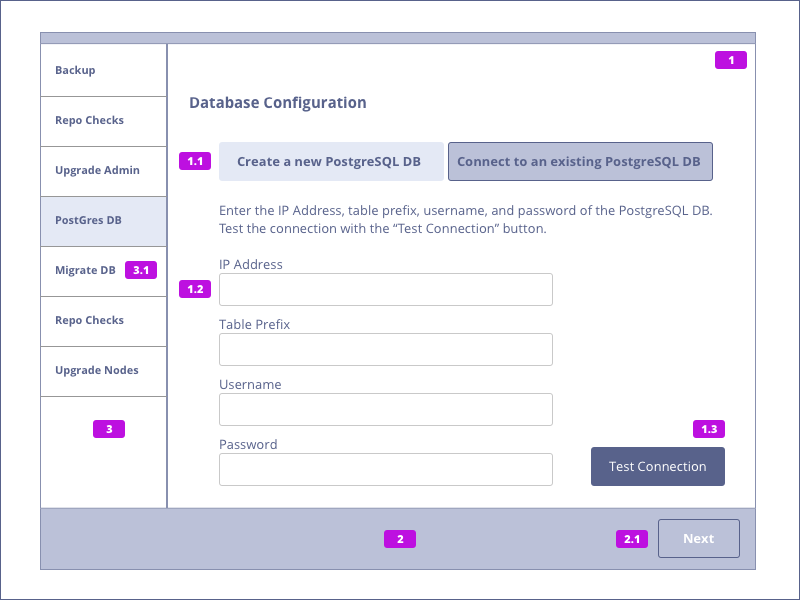 Backup
Repo Checks
Upgrade Admin
PostGres DB
Migrate DB 3.1
Repo Checks
Upgrade Nodes
3
1
Database Configuration
1.1 Create a new PostgreSQL DB Connect to an existing PostgreSQL DB
Enter the IP Address, table prefix, username, and password of the PostgreSQL DB.
Test the connection with the “Test Connection” button.
IP Address
1.2
Table Prefix
Username
Password
1.3
Test Connection
2 2.1 Next